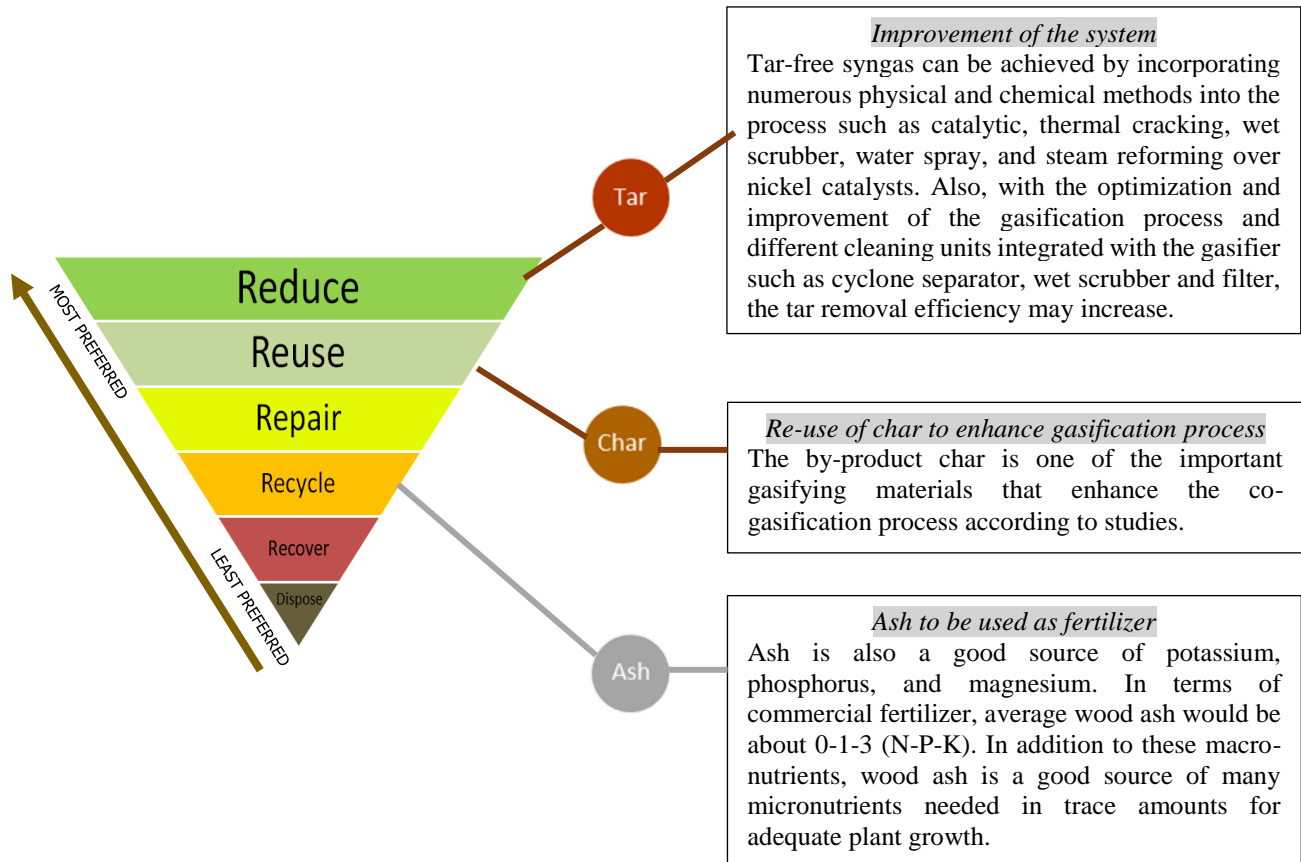 Improvement of the system
Tar-free syngas can be achieved by incorporating
numerous physical and chemical methods into the
process such as catalytic, thermal cracking, wet
scrubber, water spray, and steam reforming over
nickel catalysts. Also, with the optimization and
improvement of the gasification process and
different cleaning units integrated with the gasifier
such as cyclone separator, wet scrubber and filter,
the tar removal efficiency may increase.
Tar
MOST PREFERRED
LEAST PREFERRED
Reduce
Reuse
Repair
Recycle
Recover
Dispose
Char
Re-use of char to enhance gasification process
The by-product char is one of the important
gasifying materials that enhance the co-
gasification process according to studies.
Ash
Ash to be used as fertilizer
Ash is also a good source of potassium,
phosphorus, and magnesium. In terms of
commercial fertilizer, average wood ash would be
about 0-1-3 (N-P-K). In addition to these macro-
nutrients, wood ash is a good source of many
micronutrients needed in trace amounts for
adequate plant growth.